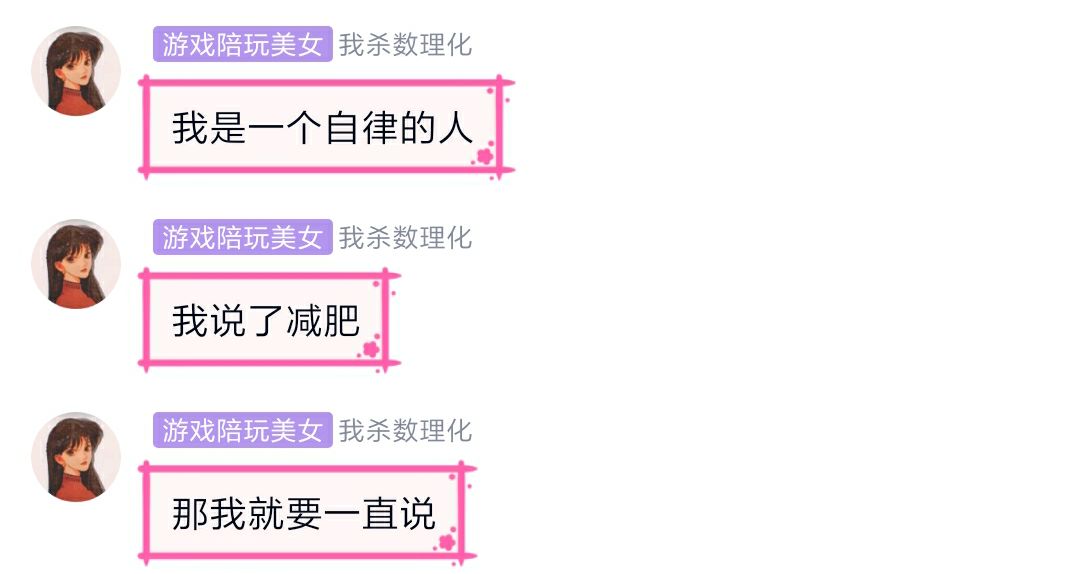 游戏陪玩美女 我杀数理化
我是一个自律的人
游戏陪玩美女 我杀数理化
我说了减肥
游戏陪玩美女 我杀数理化
那我就要一直说